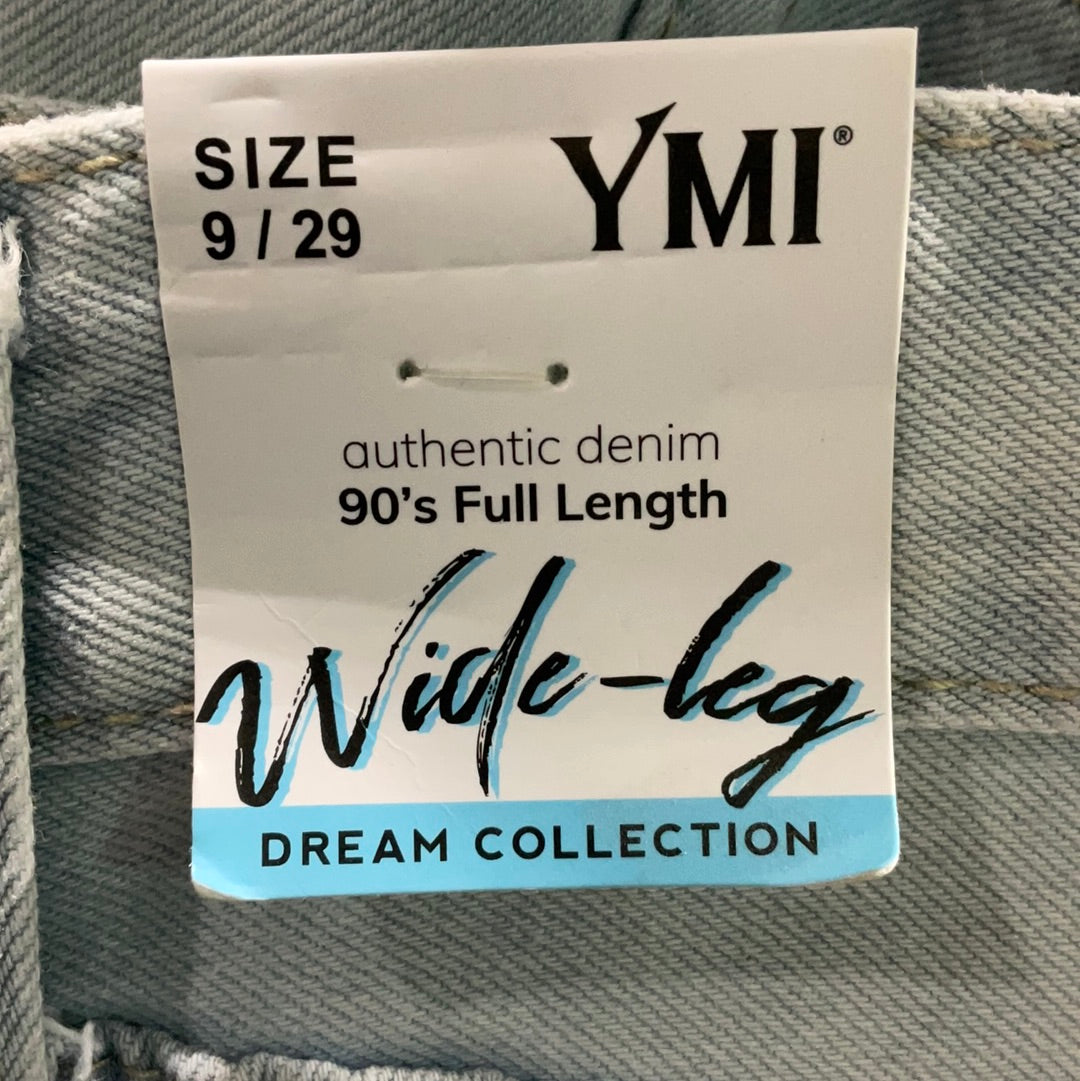 SIZE
9 / 29
YMI®
authentic denim
90's Full Length
Wide-leg
DREAM COLLECTION